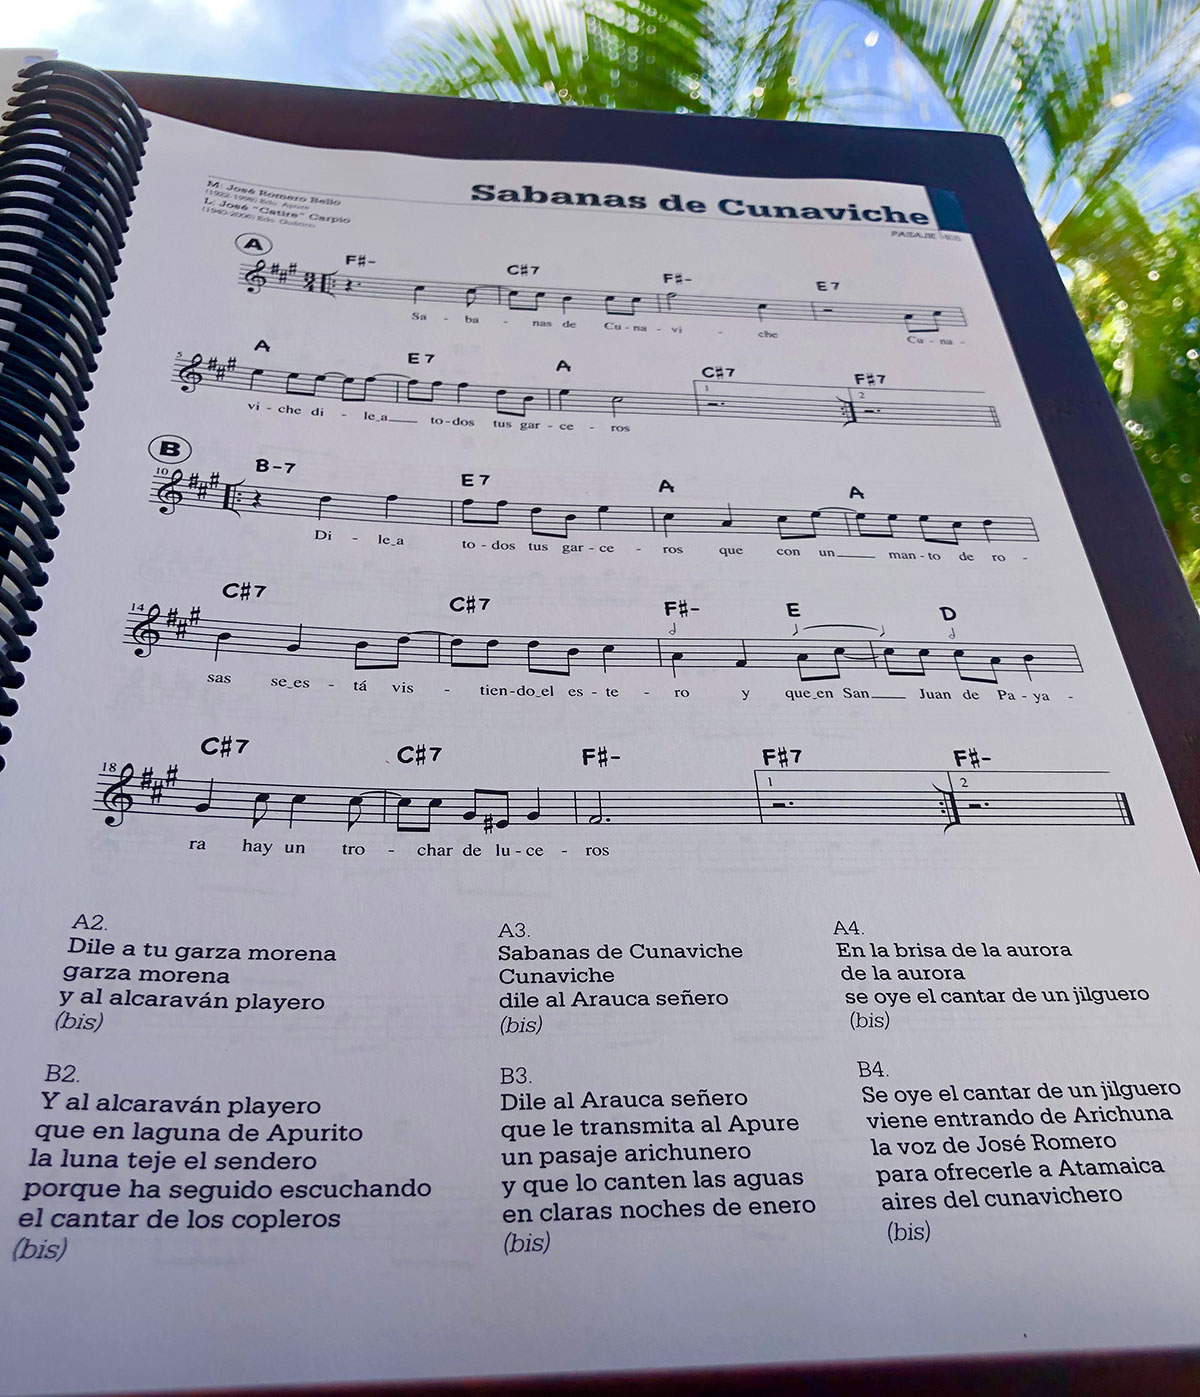 Sabanas de Cunaviche
M: José Romero Bello
(1922-1998) Edo. Apure
L: José "Catire" Carpio
(1940-2006) Edo. Guárico
PASAJE
A
F#- C#7 F#- E7
Sa - ba - nas de Cu - na - vi - che Cu - na -
5
A E7 A C#7 F#7
1 2
vi - che di - le_a to - dos tus gar - ce - ros
B
10
B-7 E7 A A
Di - le_a to - dos tus gar - ce - ros que con un man - to de ro -
14
C#7 C#7 F#- E D
sas se_es - tá vis - tien - do_el es - te - ro y que_en San Juan de Pa - ya -
18
C#7 C#7 F#- F#7 F#-
1 2
ra hay un tro - char de lu - ce - ros
A2.
Dile a tu garza morena
garza morena
y al alcaraván playero
(bis)
A3.
Sabanas de Cunaviche
Cunaviche
dile al Arauca señero
(bis)
A4.
En la brisa de la aurora
de la aurora
se oye el cantar de un jilguero
(bis)
B2.
Y al alcaraván playero
que en laguna de Apurito
la luna teje el sendero
porque ha seguido escuchando
el cantar de los copleros
(bis)
B3.
Dile al Arauca señero
que le transmita al Apure
un pasaje arichunero
y que lo canten las aguas
en claras noches de enero
(bis)
B4.
Se oye el cantar de un jilguero
viene entrando de Arichuna
la voz de José Romero
para ofrecerle a Atamaica
aires del cunavichero
(bis)